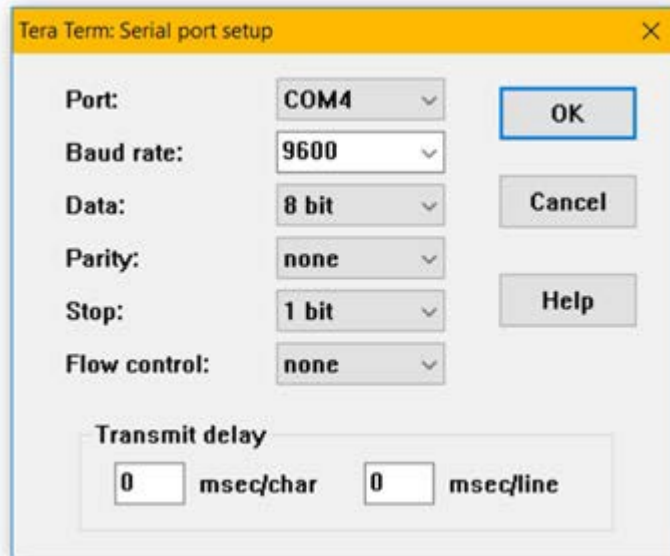 Tera Term: Serial port setup
Port: COM4
OK
Baud rate: 9600
Data: 8 bit
Cancel
Parity: none
Stop: 1 bit
Help
Flow control: none
Transmit delay
0 msec/char 0 msec/line